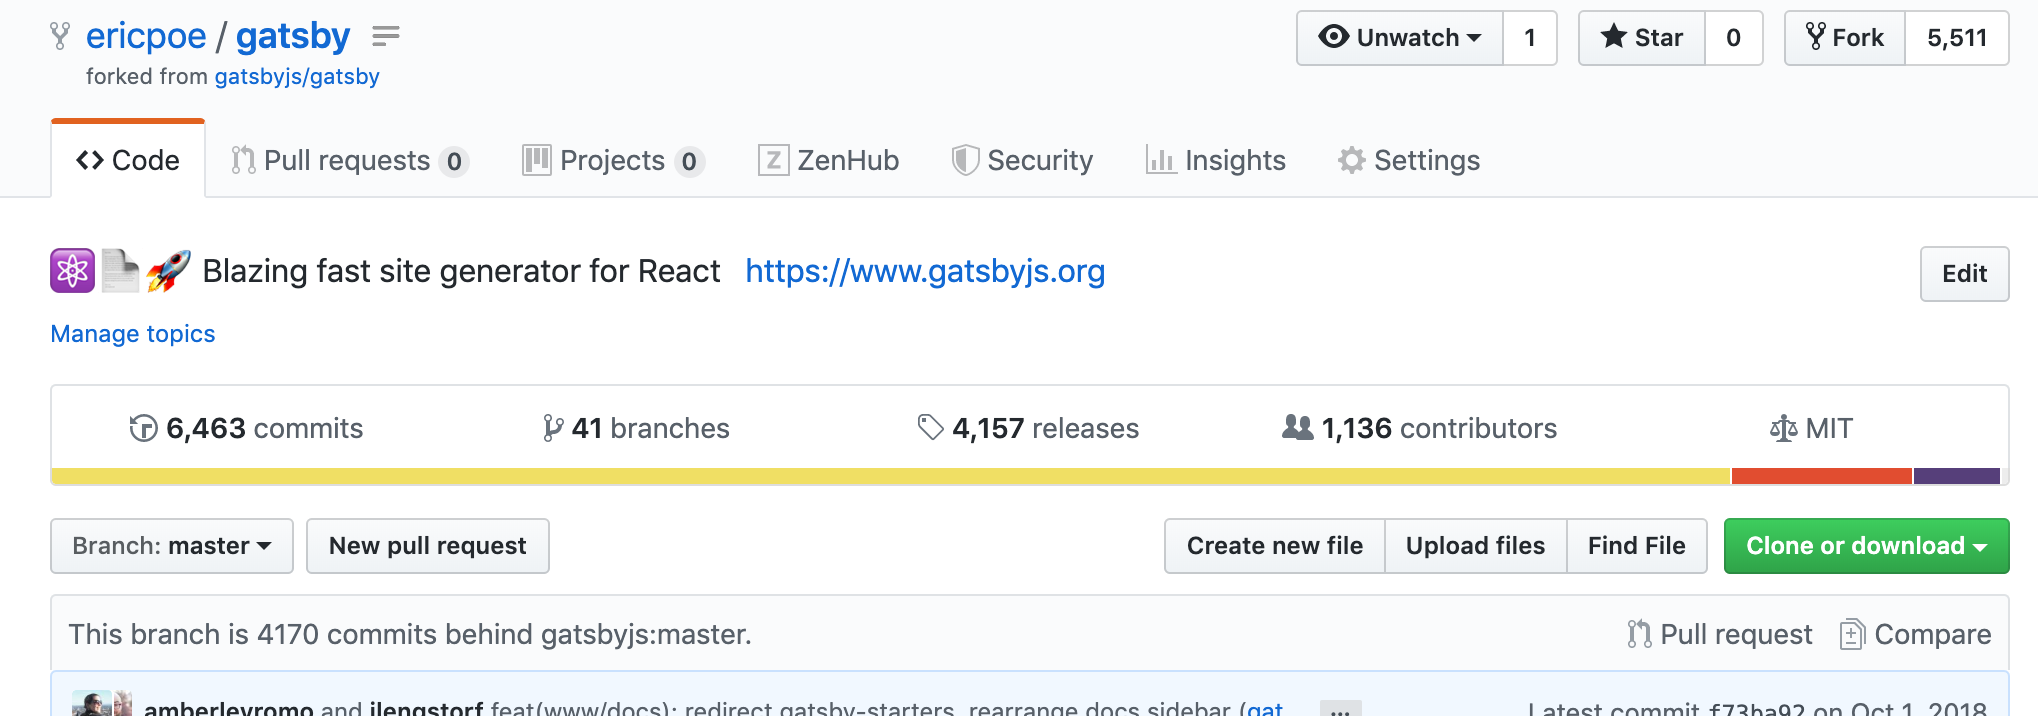 ericpoe / gatsby
Unwatch 1 Star 0 Fork 5,511
forked from gatsbyjs/gatsby
Code Pull requests 0 Projects 0 Z ZenHub Security Insights Settings
Blazing fast site generator for React https://www.gatsbyjs.org
Edit
Manage topics
6,463 commits 41 branches 4,157 releases 1,136 contributors MIT
Branch: master New pull request Create new file Upload files Find File Clone or download
This branch is 4170 commits behind gatsbyjs:master. Pull request Compare
amberleyromo and jlengstorf feat(www/docs): redirect gatsby-starters, rearrange docs sidebar (gat ... Latest commit f73ba92 on Oct 1, 2018